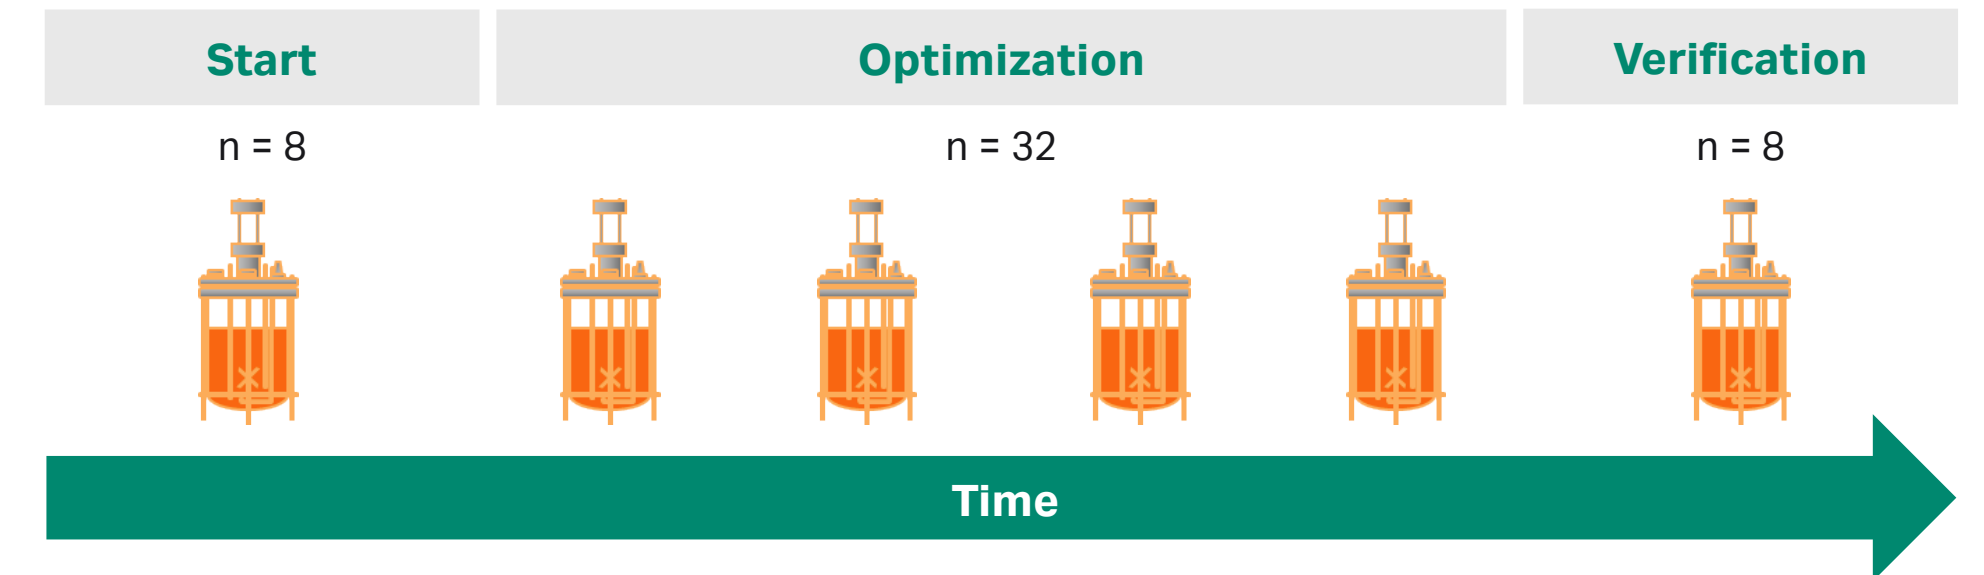 Start
Optimization
Verification
n = 8
n = 32
n = 8
Time